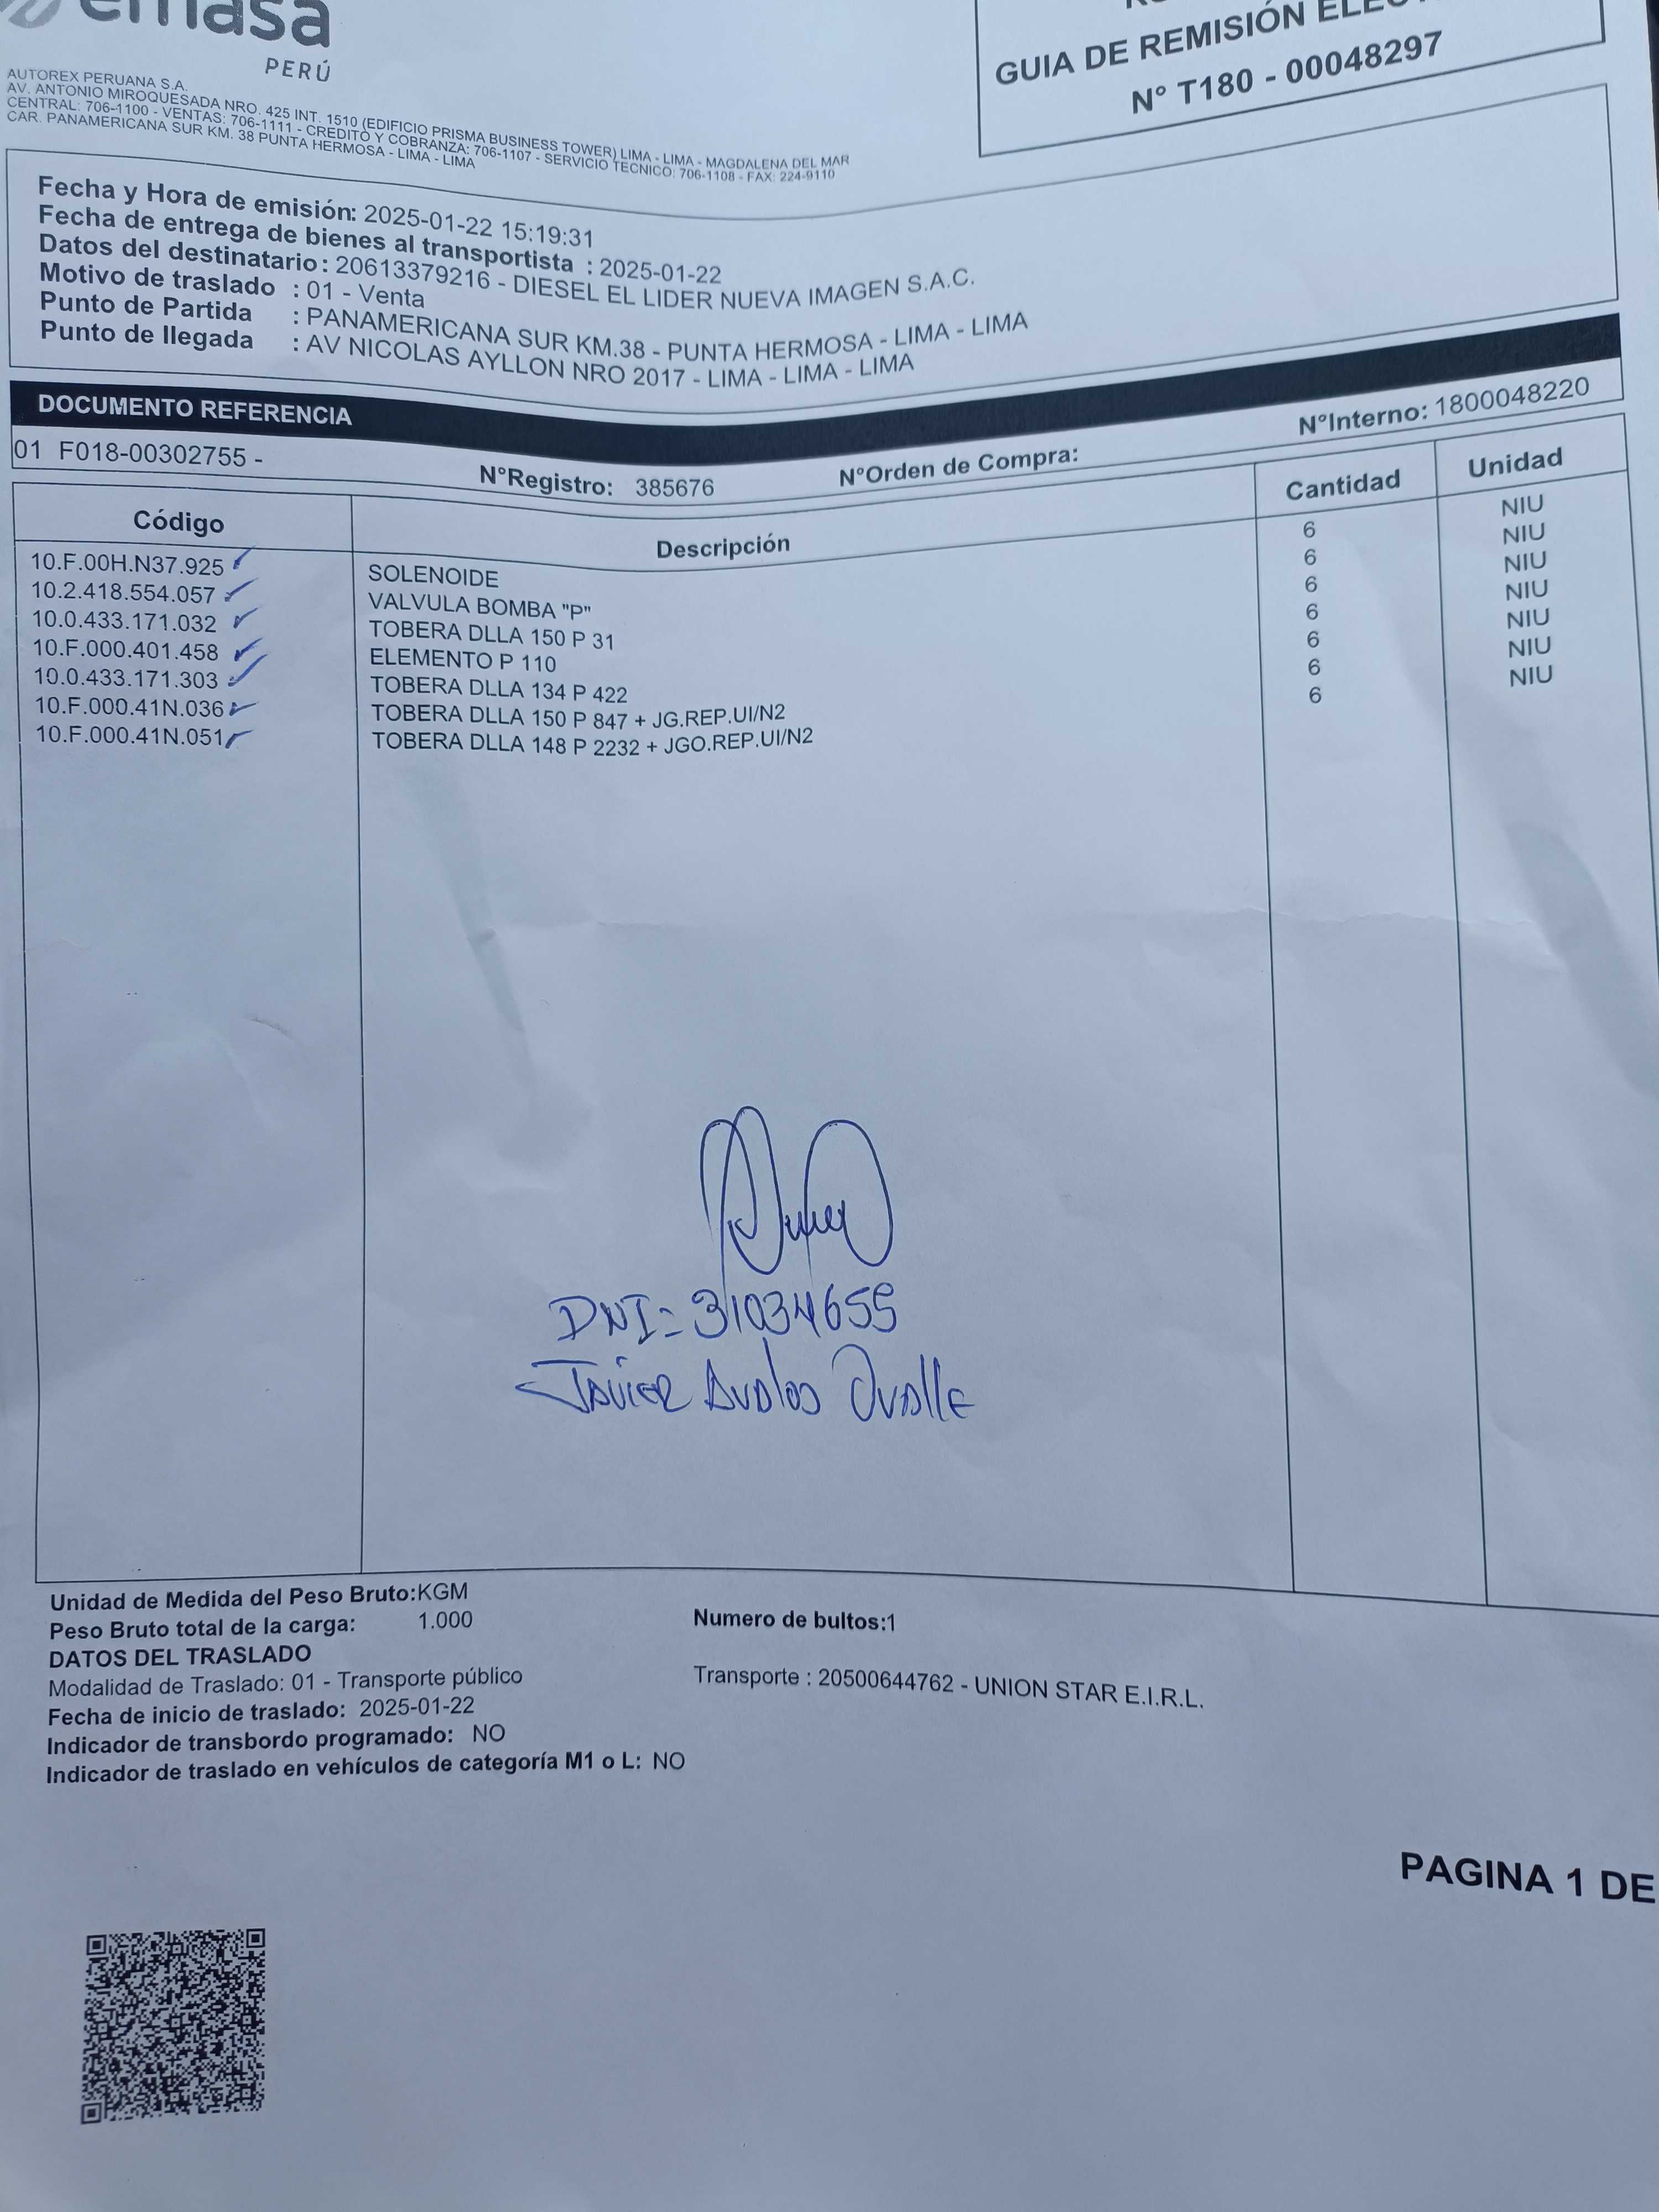 emasa
PERÚ
GUIA DE REMISIÓN
N° T180 - 00048297
AUTOREX PERUANA S.A.
AV. ANTONIO MIROQUESADA NRO. 425 INT. 1510 (EDIFICIO PRISMA BUSINESS TOWER) LIMA - LIMA - MAGDALENA DEL MAR
CENTRAL: 706-1100 - VENTAS: 706-1111 - CREDITO Y COBRANZA: 706-1107 - SERVICIO TECNICO: 706-1108 - FAX: 224-9110
CAR. PANAMERICANA SUR KM. 38 PUNTA HERMOSA - LIMA - LIMA
Fecha y Hora de emisión: 2025-01-22 15:19:31
Fecha de entrega de bienes al transportista : 2025-01-22
Datos del destinatario : 20613379216 - DIESEL EL LIDER NUEVA IMAGEN S.A.C.
Motivo de traslado : 01 - Venta
Punto de Partida : PANAMERICANA SUR KM.38 - PUNTA HERMOSA - LIMA - LIMA
Punto de llegada : AV NICOLAS AYLLON NRO 2017 - LIMA - LIMA - LIMA
DOCUMENTO REFERENCIA
01 F018-00302755 - N°Registro: 385676 N°Orden de Compra: N°Interno: 1800048220
Código Descripción Cantidad Unidad
10.F.00H.N37.925 SOLENOIDE 6 NIU
10.2.418.554.057 VALVULA BOMBA "P" 6 NIU
10.0.433.171.032 TOBERA DLLA 150 P 31 6 NIU
10.F.000.401.458 ELEMENTO P 110 6 NIU
10.0.433.171.303 TOBERA DLLA 134 P 422 6 NIU
10.F.000.41N.036 TOBERA DLLA 150 P 847 + JG.REP.UI/N2 6 NIU
10.F.000.41N.051 TOBERA DLLA 148 P 2232 + JGO.REP.UI/N2 6 NIU
DNI= 31034655
Javier Avalos Ovalle
Unidad de Medida del Peso Bruto:KGM
Peso Bruto total de la carga: 1.000 Numero de bultos:1
DATOS DEL TRASLADO
Modalidad de Traslado: 01 - Transporte público Transporte : 20500644762 - UNION STAR E.I.R.L.
Fecha de inicio de traslado: 2025-01-22
Indicador de transbordo programado: NO
Indicador de traslado en vehículos de categoría M1 o L: NO
PAGINA 1 DE